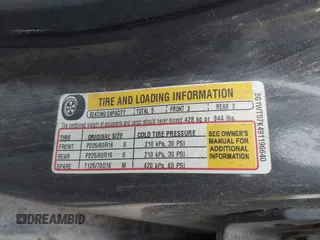 TIRE AND LOADING INFORMATION
SEATING CAPACITY TOTAL 5 FRONT 2 REAR 3
The combined weight of occupants and cargo should never exceed 428 kg or 944 lbs.
TIRE ORIGINAL SIZE COLD TIRE PRESSURE
FRONT P225/60R16 S 210 kPa, 30 PSI
REAR P225/60R16 S 210 kPa, 30 PSI
SPARE T125/70D16 M 420 kPa, 60 PSI
SEE OWNER'S
MANUAL FOR
ADDITIONAL
INFORMATION
2G1WT57K491196640
DREAMBID